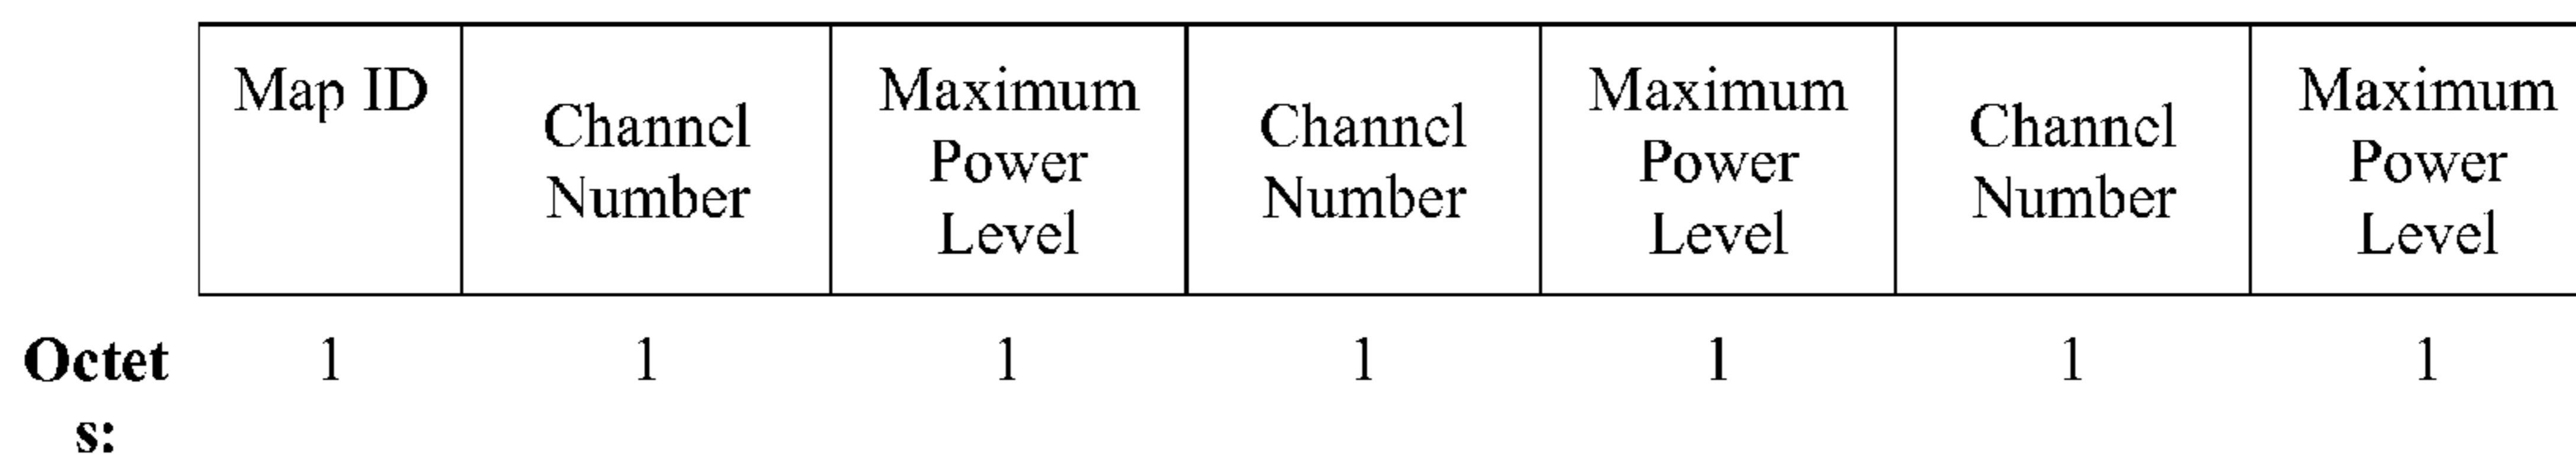 Map ID
Channel
Number
Maximum
Power
Level
Channel
Number
Maximum
Power
Level
Channel
Number
Maximum
Power
Level
Octet
s:
1
1
1
1
1
1
1